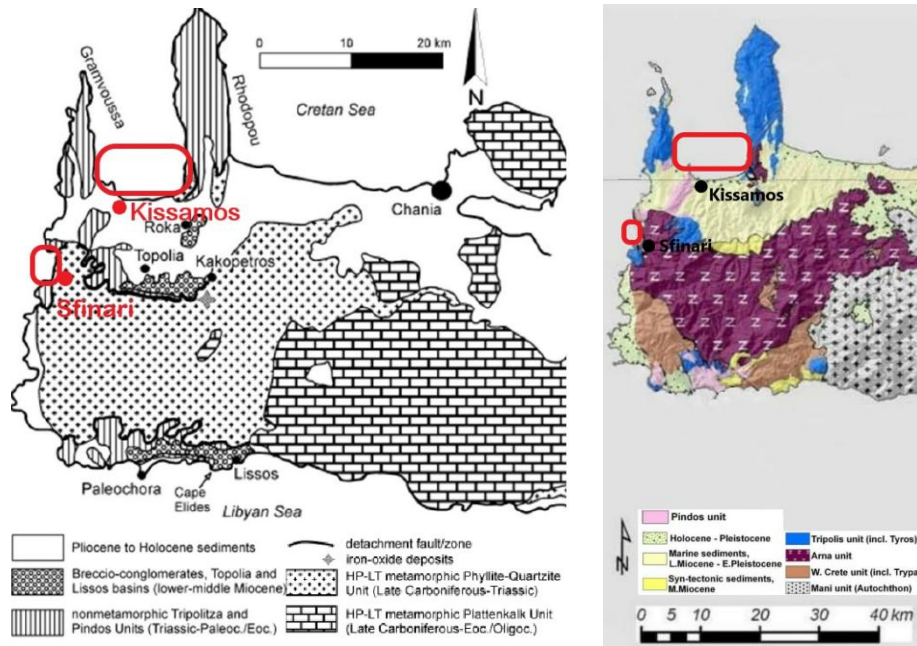 Gramvoussa
Rhodopou
0 10 20 km
N
Cretan Sea
Kissamos
Roka
Chania
Topolia
Kakopetros
Sfinari
Paleochora
Cape
Elides
Lissos
Libyan Sea
Pliocene to Holocene sediments
Breccio-conglomerates, Topolia and
Lissos basins (lower-middle Miocene)
nonmetamorphic Tripolitza and
Pindos Units (Triassic-Paleoc./Eoc.)
detachment fault/zone
iron-oxide deposits
HP-LT metamorphic Phyllite-Quartzite
Unit (Late Carboniferous-Triassic)
HP-LT metamorphic Plattenkalk Unit
(Late Carboniferous-Eoc./Oligoc.)
Kissamos
Sfinari
Z Z Z Z Z Z Z Z Z Z Z Z Z Z Z Z Z Z Z Z
Pindos unit
Holocene - Pleistocene
Marine sediments,
L.Miocene - E.Pleistocene
Syn-tectonic sediments,
M.Miocene
Tripolis unit (incl. Tyros)
Arna unit
W. Crete unit (incl. Trypali)
Mani unit (Autochthon)
N
0 5 10 20 30 40 km